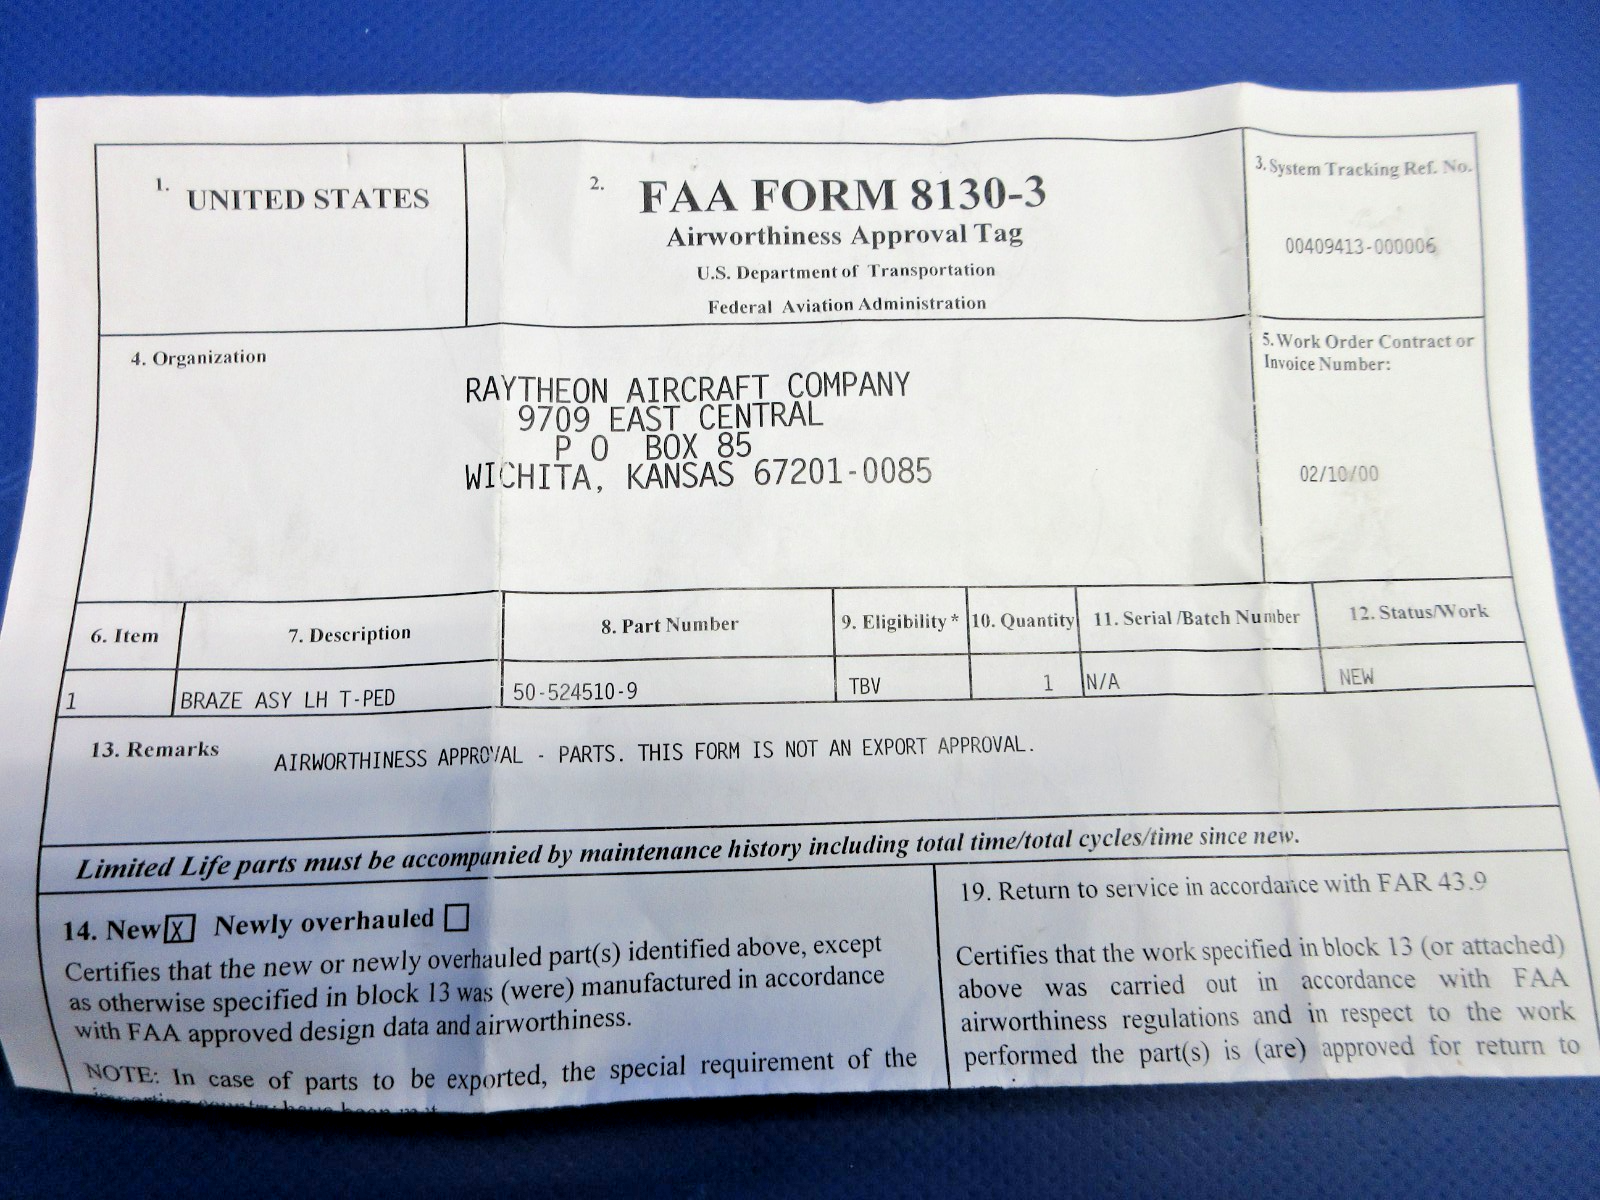 1. UNITED STATES
2. FAA FORM 8130-3
Airworthiness Approval Tag
U.S. Department of Transportation
Federal Aviation Administration
3. System Tracking Ref. No.
00409413-000006
4. Organization
RAYTHEON AIRCRAFT COMPANY
9709 EAST CENTRAL
P O BOX 85
WICHITA, KANSAS 67201-0085
5. Work Order Contract or
Invoice Number:
02/10/00
6. Item 7. Description 8. Part Number 9. Eligibility * 10. Quantity 11. Serial /Batch Number 12. Status/Work
1 BRAZE ASY LH T-PED 50-524510-9 TBV 1 N/A NEW
13. Remarks AIRWORTHINESS APPROVAL - PARTS. THIS FORM IS NOT AN EXPORT APPROVAL.
Limited Life parts must be accompanied by maintenance history including total time/total cycles/time since new.
14. New X Newly overhauled
Certifies that the new or newly overhauled part(s) identified above, except
as otherwise specified in block 13 was (were) manufactured in accordance
with FAA approved design data and airworthiness.
NOTE: In case of parts to be exported, the special requirement of the
importing country have been met
19. Return to service in accordance with FAR 43.9
Certifies that the work specified in block 13 (or attached)
above was carried out in accordance with FAA
airworthiness regulations and in respect to the work
performed the part(s) is (are) approved for return to